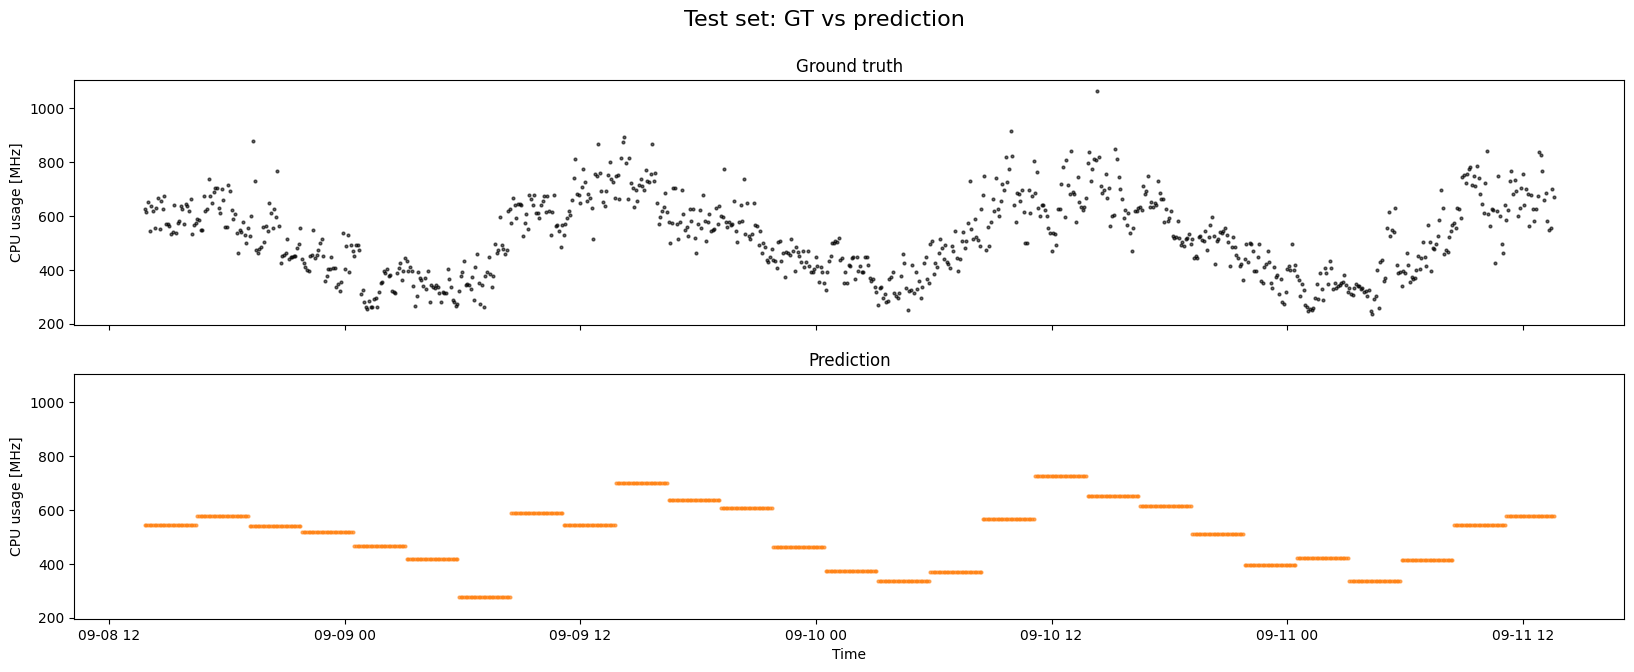 Test set: GT vs prediction
Ground truth
CPU usage [MHz]
1000
800
600
400
200
Prediction
CPU usage [MHz]
1000
800
600
400
200
09-08 12 09-09 00 09-09 12 09-10 00 09-10 12 09-11 00 09-11 12
Time